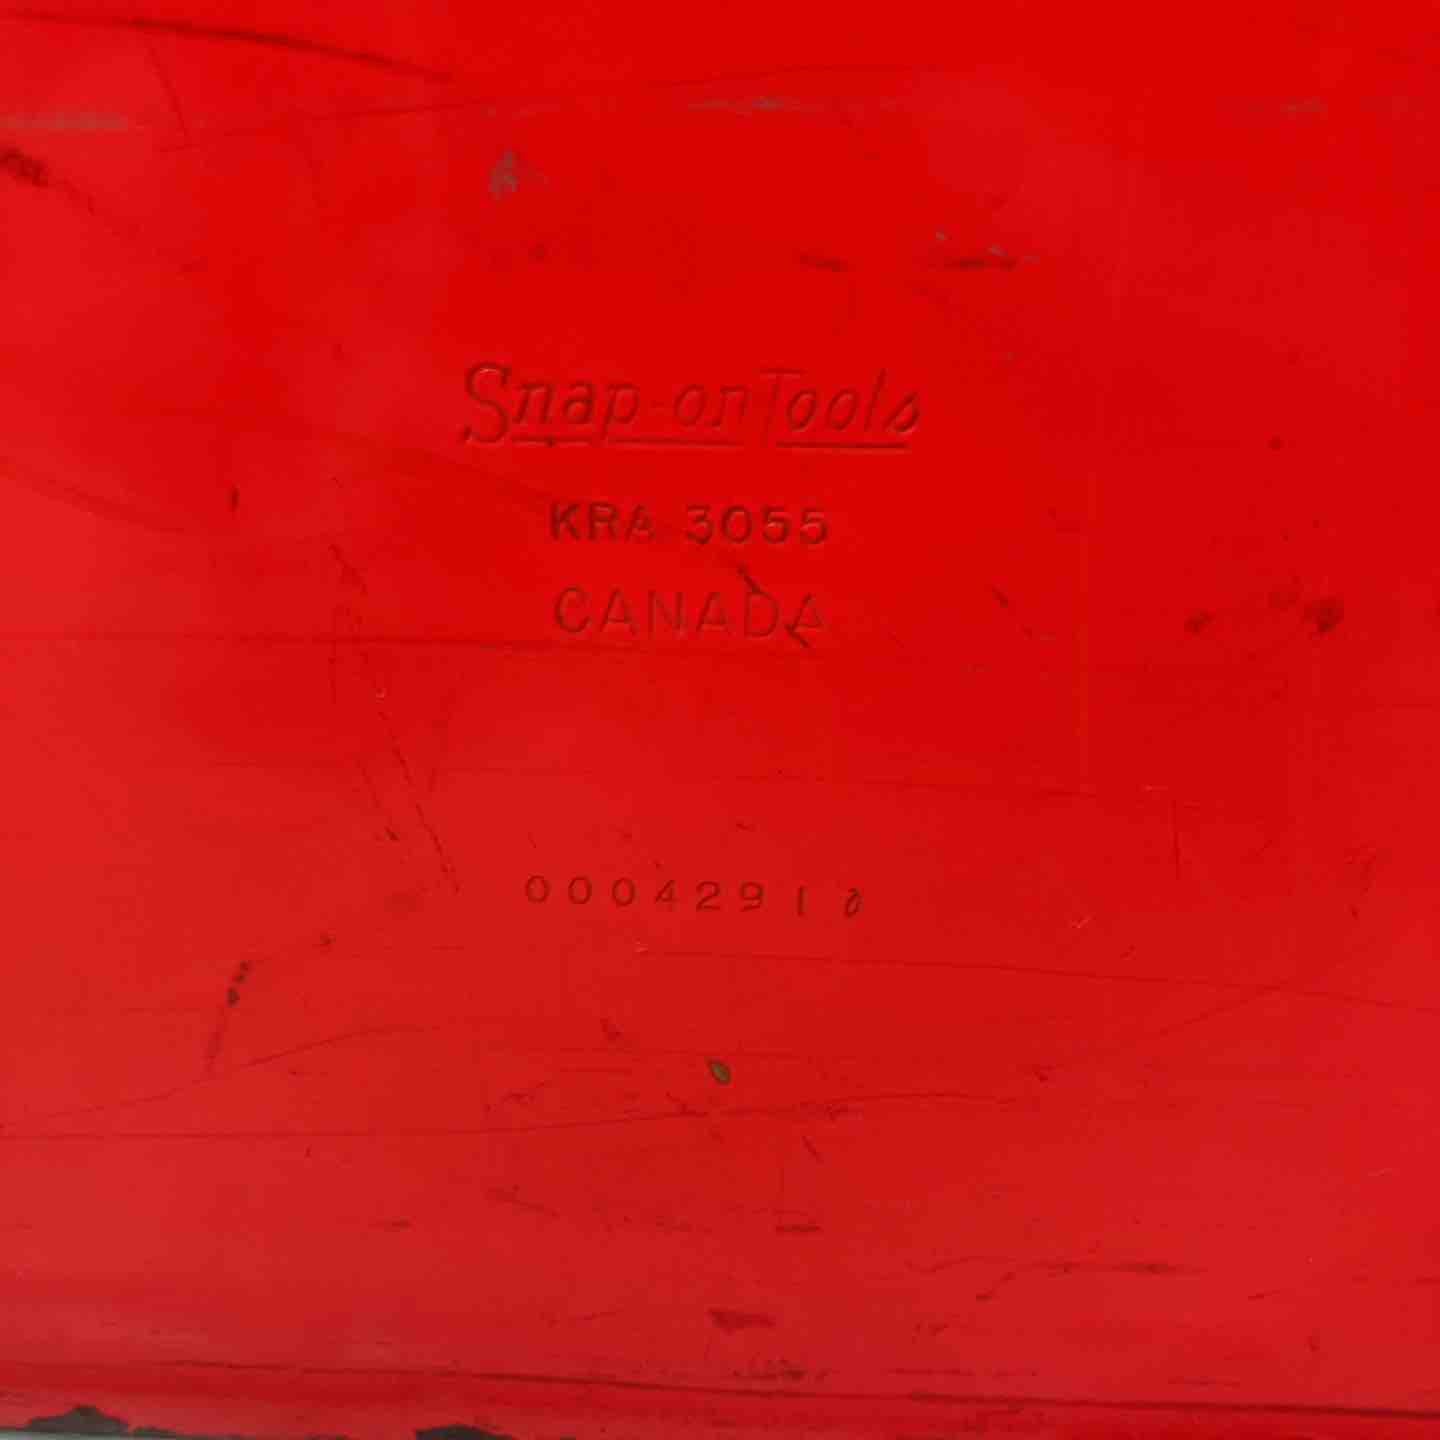 Snap-on Tools
KRA 3055
CANADA
0004291